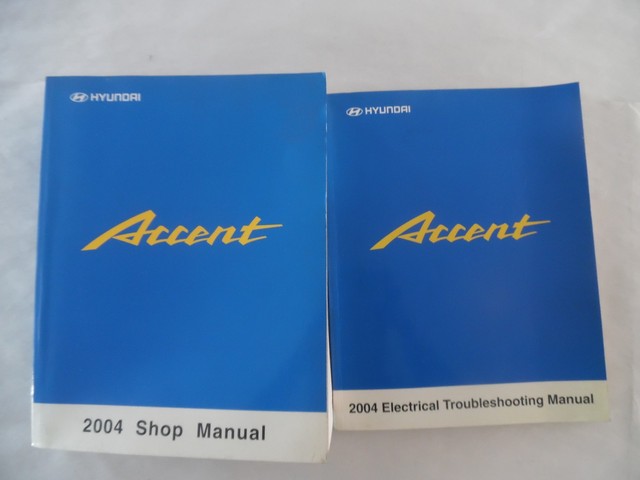 HYUNDAI
Accent
2004 Shop Manual
HYUNDAI
Accent
2004 Electrical Troubleshooting Manual